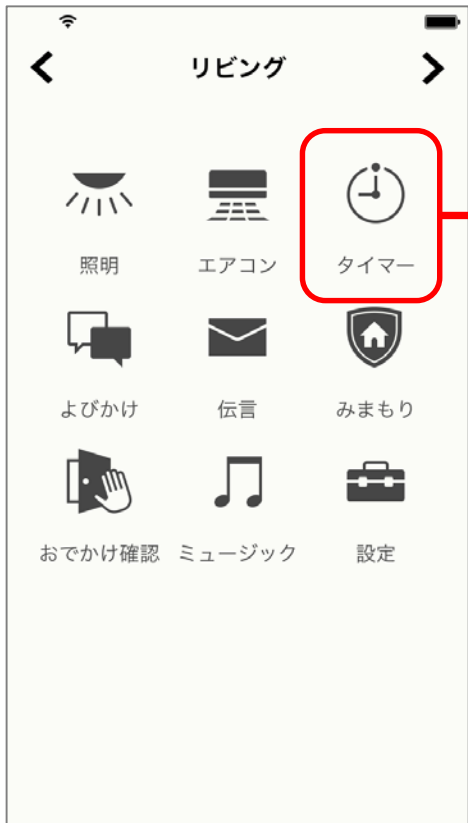 リビング
照明 エアコン タイマー
よびかけ 伝言 みまもり
おでかけ確認 ミュージック 設定